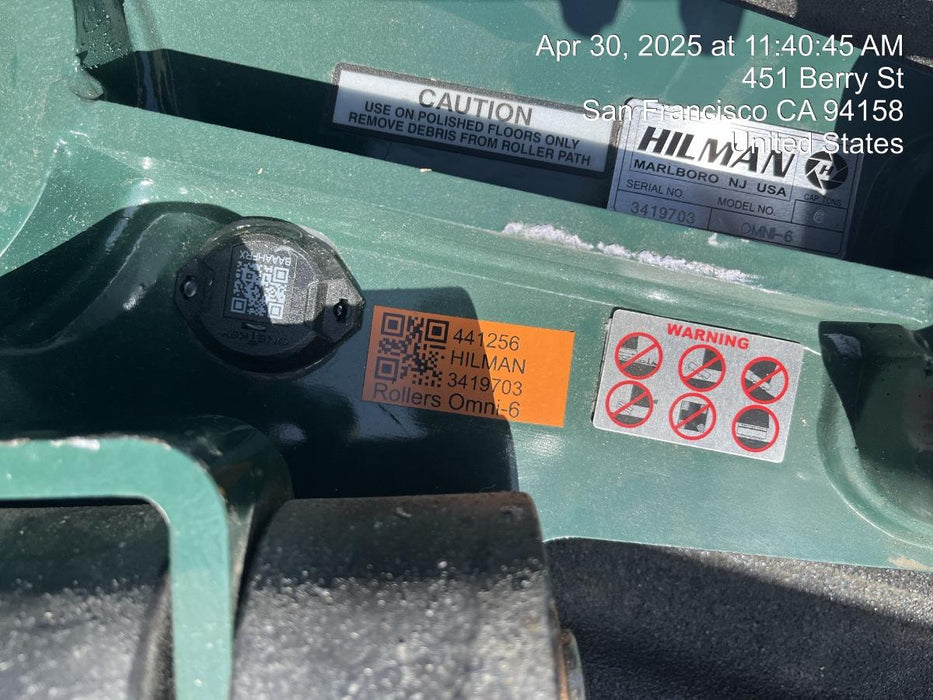 Apr 30, 2025 at 11:40:45 AM
451 Berry St
San Francisco CA 94158
United States
CAUTION
USE ON POLISHED FLOORS ONLY
REMOVE DEBRIS FROM ROLLER PATH
HILMAN
H
MARLBORO NJ USA
SERIAL NO. MODEL NO. CAP. TONS
3419703 OMNI-6 6
BAAAHFRX
441256
HILMAN
3419703
Rollers Omni-6
WARNING